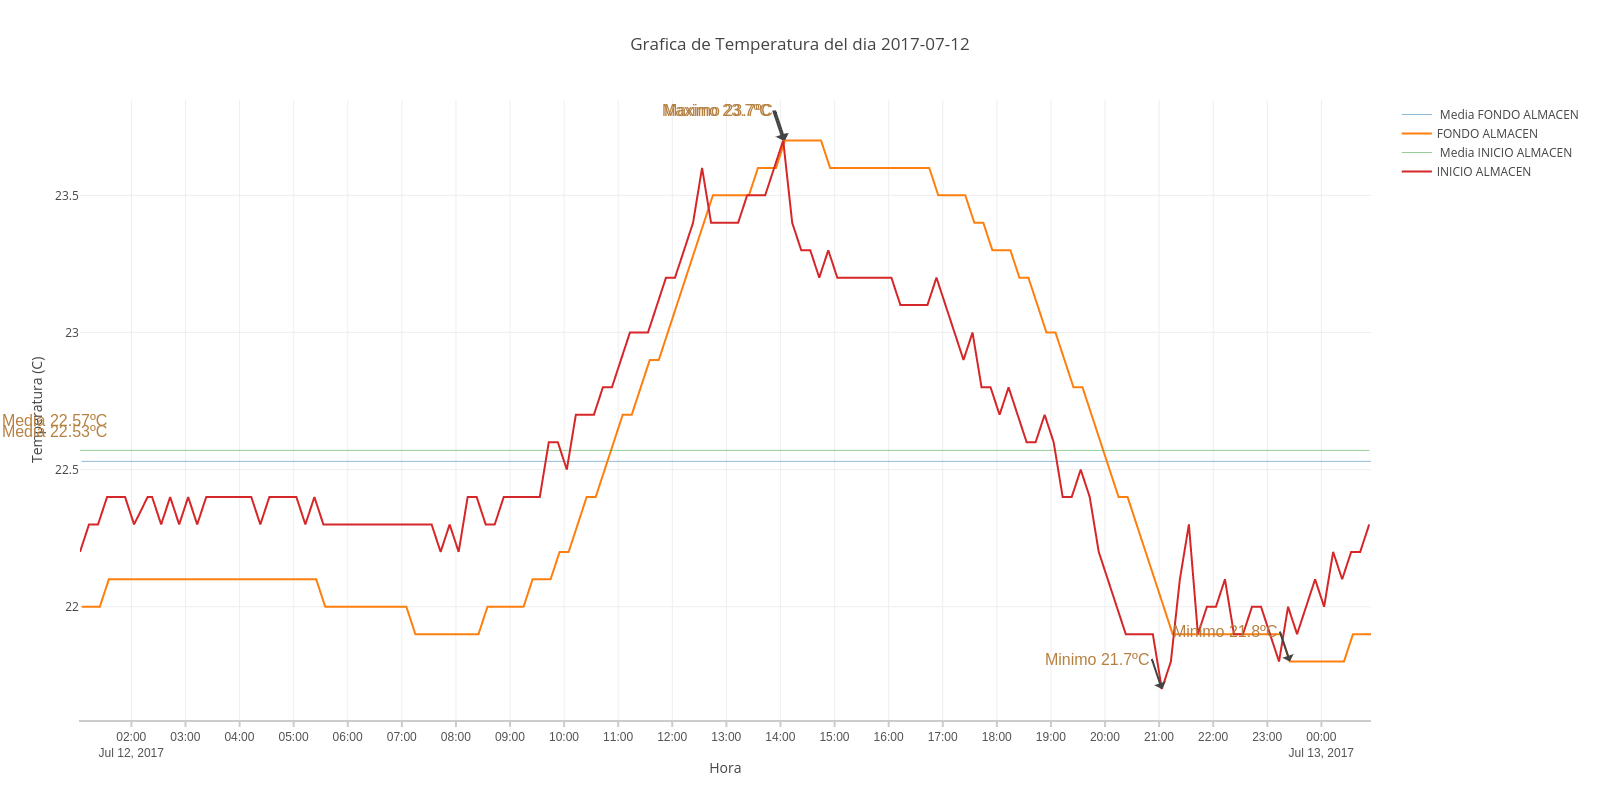 Grafica de Temperatura del dia 2017-07-12
Maximo 23.7ºC
Maximo 23.7ºC
Media FONDO ALMACEN
FONDO ALMACEN
Media INICIO ALMACEN
INICIO ALMACEN
23.5
23
22.5
22
Temperatura (C)
Media 22.57ºC
Media 22.53ºC
Minimo 21.8ºC
Minimo 21.7ºC
02:00 03:00 04:00 05:00 06:00 07:00 08:00 09:00 10:00 11:00 12:00 13:00 14:00 15:00 16:00 17:00 18:00 19:00 20:00 21:00 22:00 23:00 00:00
Jul 12, 2017 Jul 13, 2017
Hora